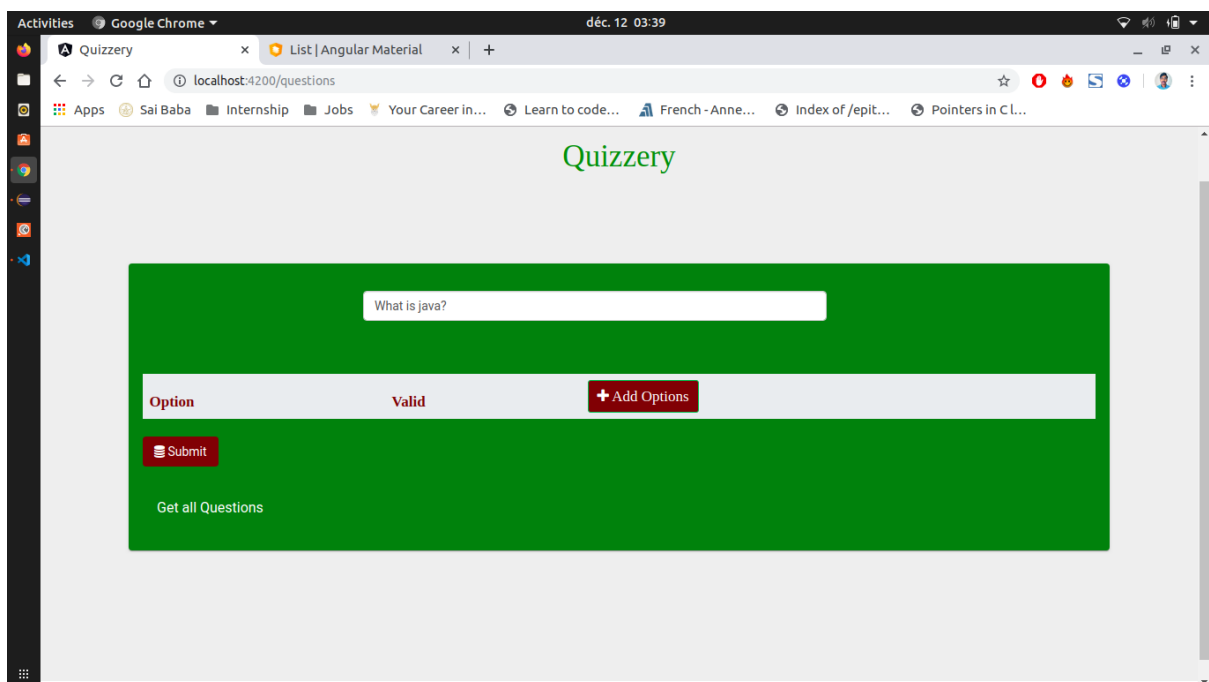 Activities Google Chrome déc. 12 03:39
Quizzery List | Angular Material
localhost:4200/questions
Apps Sai Baba Internship Jobs Your Career in... Learn to code... French - Anne... Index of /epit... Pointers in C l...
Quizzery
What is java?
Option Valid Add Options
Submit
Get all Questions